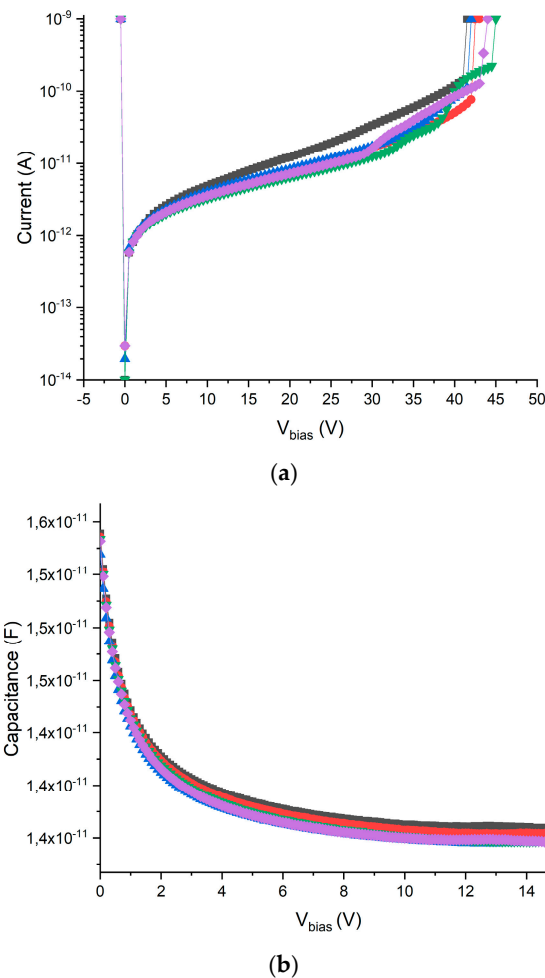 10⁻⁹
10⁻¹⁰
10⁻¹¹
10⁻¹²
10⁻¹³
10⁻¹⁴
Current (A)
-5 0 5 10 15 20 25 30 35 40 45 50
V_bias (V)
(a)
1,6x10⁻¹¹
1,5x10⁻¹¹
1,5x10⁻¹¹
1,5x10⁻¹¹
1,4x10⁻¹¹
1,4x10⁻¹¹
1,4x10⁻¹¹
Capacitance (F)
0 2 4 6 8 10 12 14
V_bias (V)
(b)